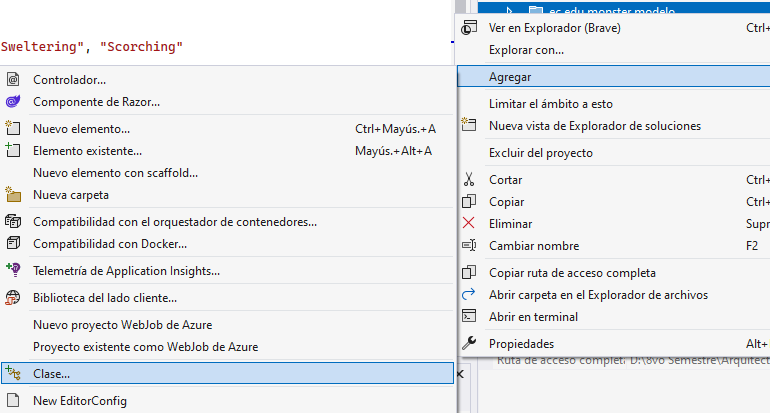 ec.edu.monster.modelo
Sweltering", "Scorching"
Ver en Explorador (Brave) Ctrl+
Explorar con...
Agregar
Limitar el ámbito a esto
Nueva vista de Explorador de soluciones
Excluir del proyecto
Cortar Ctrl+
Copiar Ctrl+
Eliminar Supr
Cambiar nombre F2
Copiar ruta de acceso completa
Abrir carpeta en el Explorador de archivos
Abrir en terminal
Propiedades Alt+
Ruta de acceso complet D:\8vo Semestre\Arquitect
Controlador...
Componente de Razor...
Nuevo elemento... Ctrl+Mayús.+A
Elemento existente... Mayús.+Alt+A
Nuevo elemento con scaffold...
Nueva carpeta
Compatibilidad con el orquestador de contenedores...
Compatibilidad con Docker...
Telemetría de Application Insights...
Biblioteca del lado cliente...
Nuevo proyecto WebJob de Azure
Proyecto existente como WebJob de Azure
Clase...
New EditorConfig